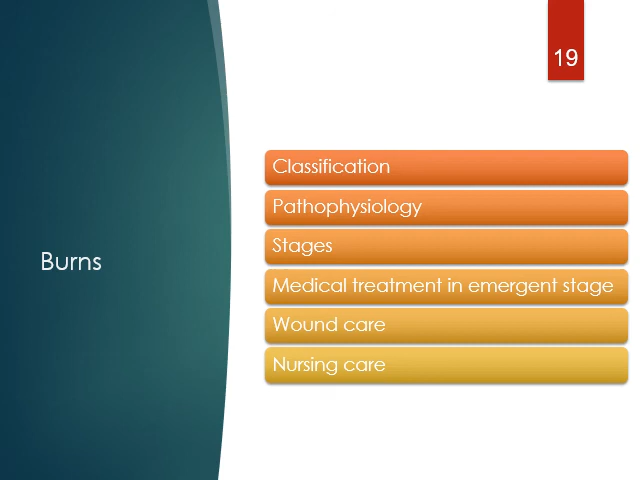 19
Burns
Classification
Pathophysiology
Stages
Medical treatment in emergent stage
Wound care
Nursing care